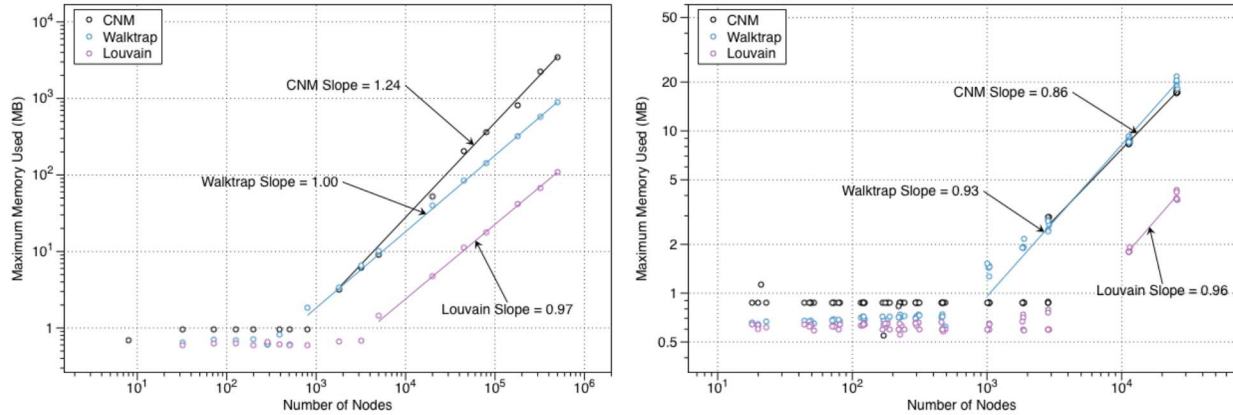 CNM
Walktrap
Louvain
10^4
10^3
10^2
10^1
1
Maximum Memory Used (MB)
CNM Slope = 1.24
Walktrap Slope = 1.00
Louvain Slope = 0.97
10^1
10^2
10^3
10^4
10^5
10^6
Number of Nodes
CNM
Walktrap
Louvain
50
20
10
5
2
1
0.5
Maximum Memory Used (MB)
CNM Slope = 0.86
Walktrap Slope = 0.93
Louvain Slope = 0.96
10^1
10^2
10^3
10^4
Number of Nodes